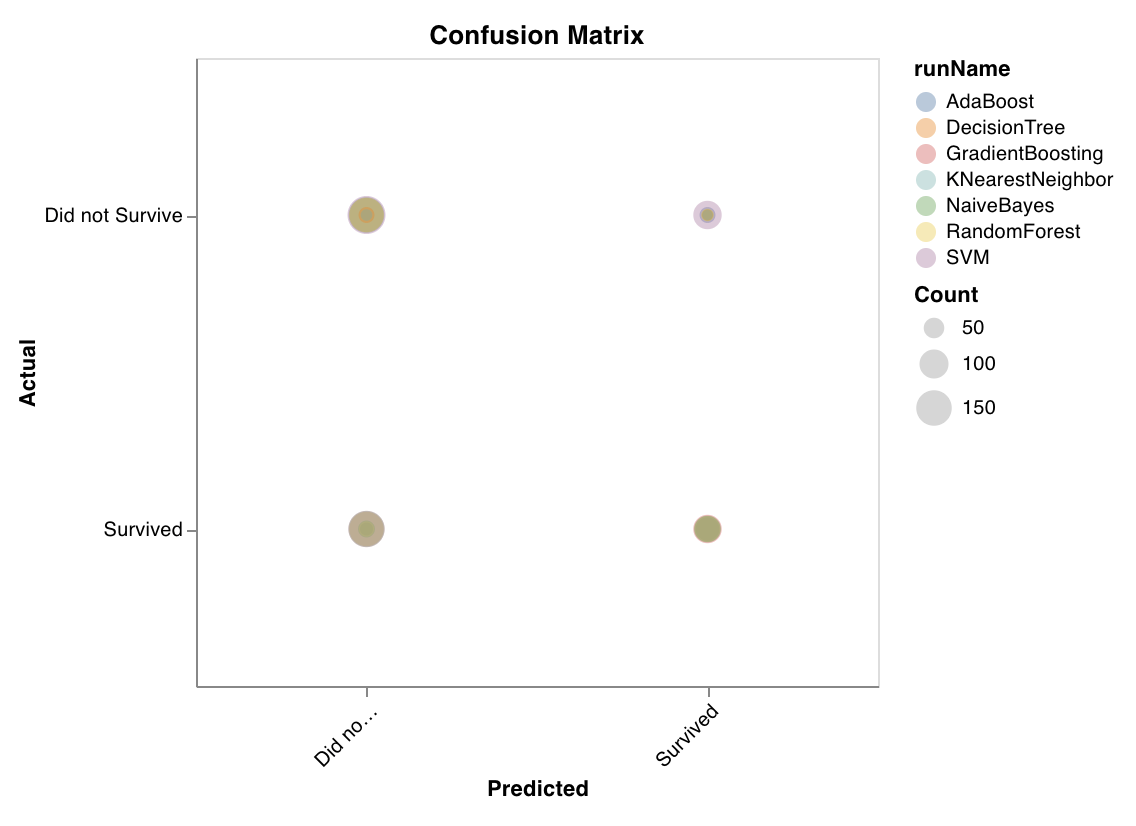 Confusion Matrix
runName
AdaBoost
DecisionTree
GradientBoosting
KNearestNeighbor
NaiveBayes
RandomForest
SVM
Count
50
100
150
Actual
Did not Survive
Survived
Did no…
Survived
Predicted